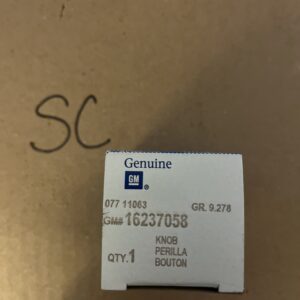 SC
Genuine
GM
®
077 11063 GR. 9.278
GM# 16237058
KNOB
PERILLA
QTY. 1 BOUTON